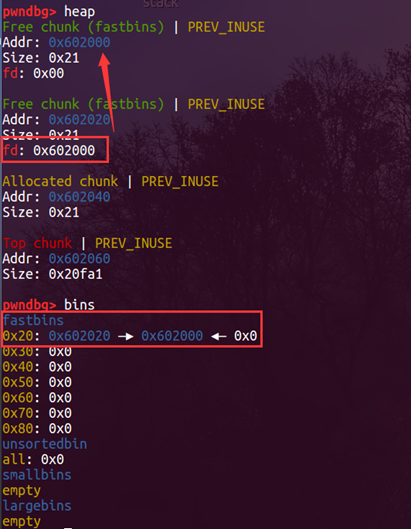 stack
pwndbg> heap
Free chunk (fastbins) | PREV_INUSE
Addr: 0x602000
Size: 0x21
fd: 0x00
Free chunk (fastbins) | PREV_INUSE
Addr: 0x602020
Size: 0x21
fd: 0x602000
Allocated chunk | PREV_INUSE
Addr: 0x602040
Size: 0x21
Top chunk | PREV_INUSE
Addr: 0x602060
Size: 0x20fa1
pwndbg> bins
fastbins
0x20: 0x602020 —▸ 0x602000 ◂— 0x0
0x30: 0x0
0x40: 0x0
0x50: 0x0
0x60: 0x0
0x70: 0x0
0x80: 0x0
unsortedbin
all: 0x0
smallbins
empty
largebins
empty